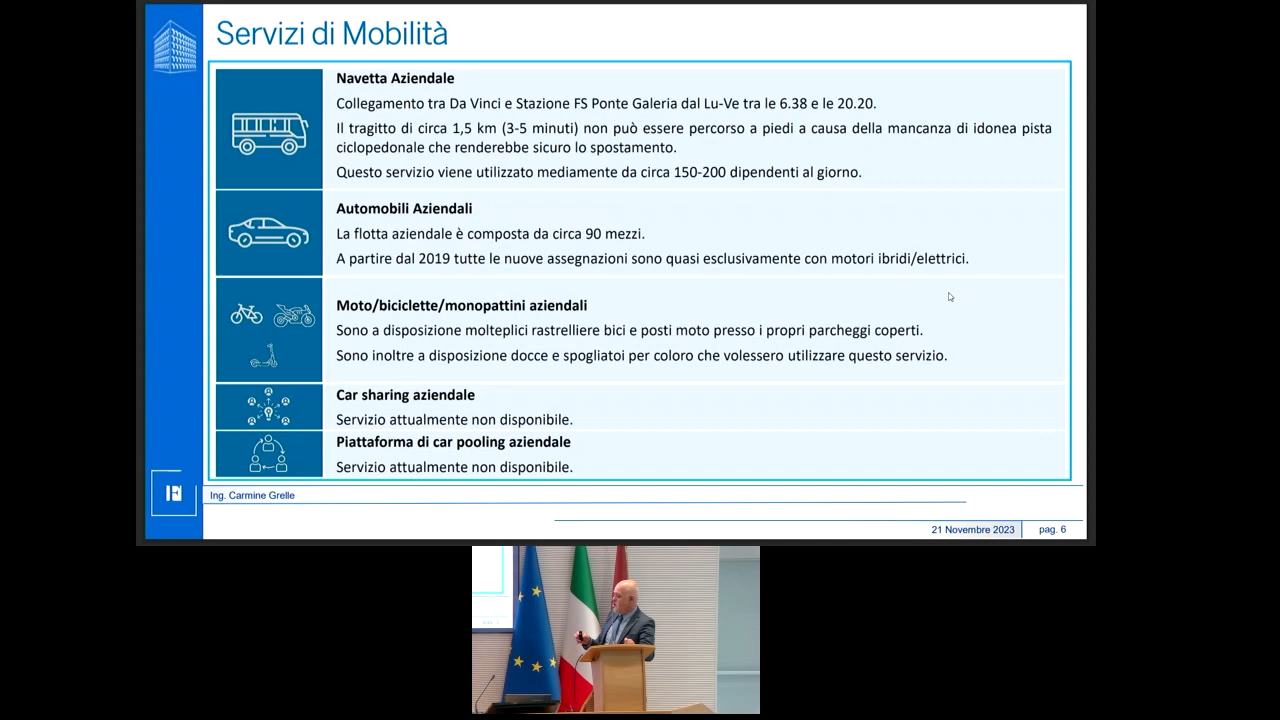 Servizi di Mobilità
Navetta Aziendale
Collegamento tra Da Vinci e Stazione FS Ponte Galeria dal Lu-Ve tra le 6.38 e le 20.20.
Il tragitto di circa 1,5 km (3-5 minuti) non può essere percorso a piedi a causa della mancanza di idonea pista
ciclopedonale che renderebbe sicuro lo spostamento.
Questo servizio viene utilizzato mediamente da circa 150-200 dipendenti al giorno.
Automobili Aziendali
La flotta aziendale è composta da circa 90 mezzi.
A partire dal 2019 tutte le nuove assegnazioni sono quasi esclusivamente con motori ibridi/elettrici.
Moto/biciclette/monopattini aziendali
Sono a disposizione molteplici rastrelliere bici e posti moto presso i propri parcheggi coperti.
Sono inoltre a disposizione docce e spogliatoi per coloro che volessero utilizzare questo servizio.
Car sharing aziendale
Servizio attualmente non disponibile.
Piattaforma di car pooling aziendale
Servizio attualmente non disponibile.
Ing. Carmine Grelle
21 Novembre 2023
pag. 6